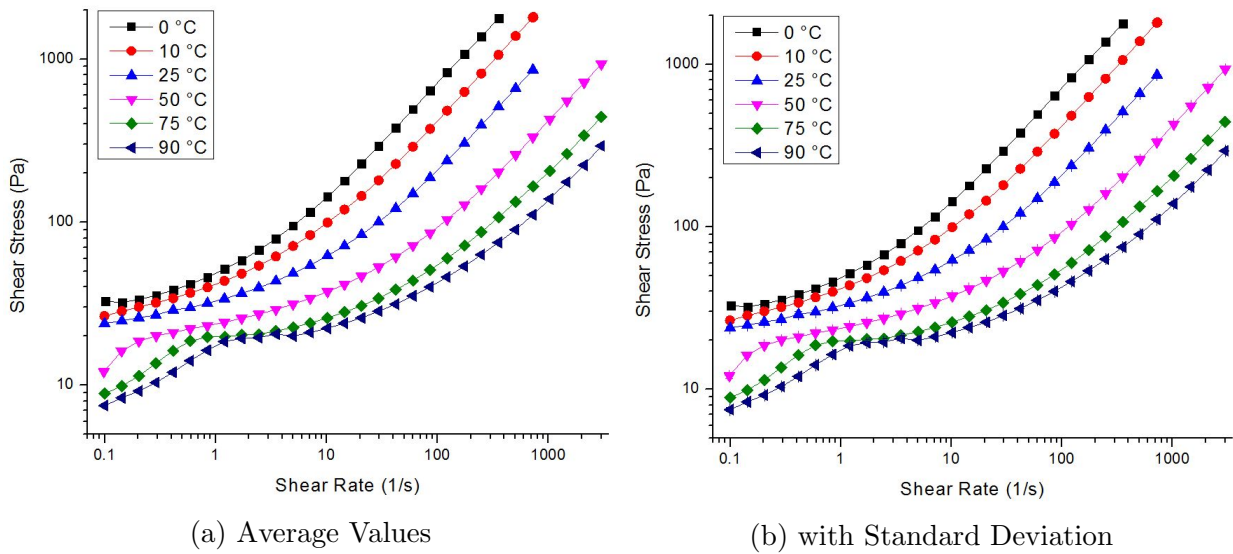 0 °C
10 °C
25 °C
50 °C
75 °C
90 °C
1000
100
10
Shear Stress (Pa)
0.1
1
10
100
1000
Shear Rate (1/s)
(a) Average Values
0 °C
10 °C
25 °C
50 °C
75 °C
90 °C
1000
100
10
Shear Stress (Pa)
0.1
1
10
100
1000
Shear Rate (1/s)
(b) with Standard Deviation